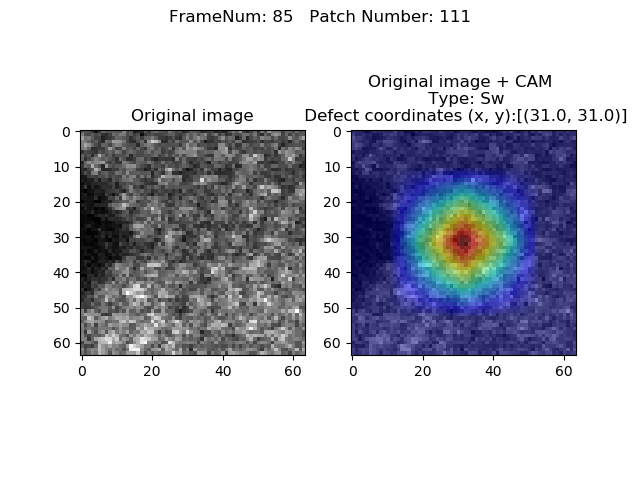 FrameNum: 85   Patch Number: 111
Original image
0
10
20
30
40
50
60
0 20 40 60
Original image + CAM
Type: Sw
Defect coordinates (x, y):[(31.0, 31.0)]
0
10
20
30
40
50
60
0 20 40 60